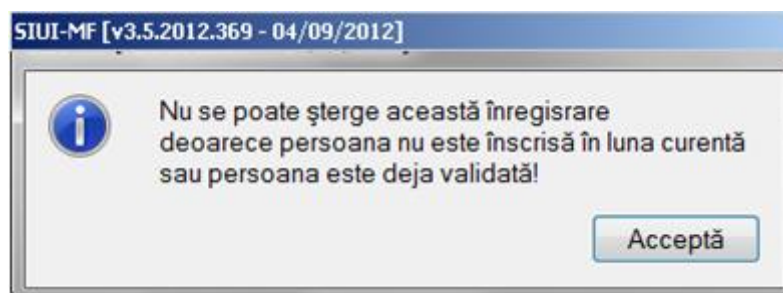 SIUI-MF [v3.5.2012.369 - 04/09/2012]
Nu se poate şterge această înregisrare
deoarece persoana nu este înscrisă în luna curentă
sau persoana este deja validată!
Acceptă